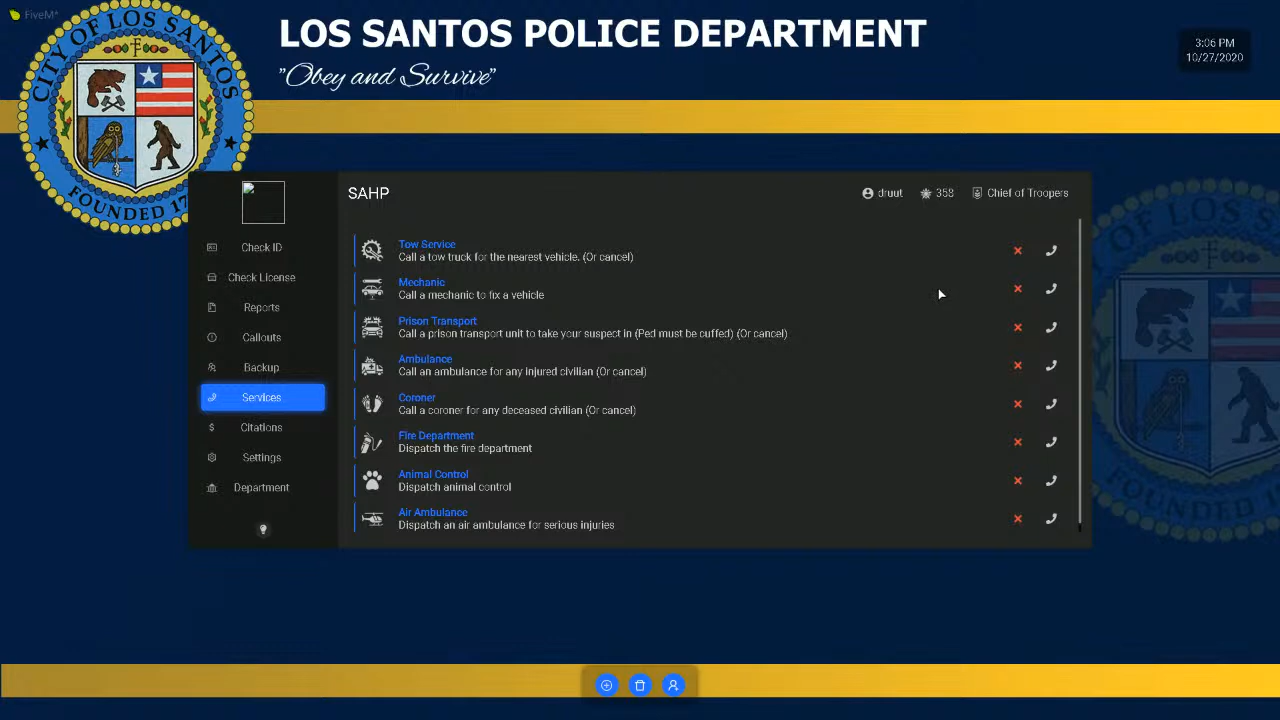 FiveM*
CITY OF LOS SANTOS
FOUNDED 17
LOS SANTOS POLICE DEPARTMENT
"Obey and Survive"
3:06 PM
10/27/2020
SAHP
druut
358
Chief of Troopers
Check ID
Check License
Reports
Callouts
Backup
Services
Citations
Settings
Department
Tow Service
Call a tow truck for the nearest vehicle. (Or cancel)
Mechanic
Call a mechanic to fix a vehicle
Prison Transport
Call a prison transport unit to take your suspect in (Ped must be cuffed) (Or cancel)
Ambulance
Call an ambulance for any injured civilian (Or cancel)
Coroner
Call a coroner for any deceased civilian (Or cancel)
Fire Department
Dispatch the fire department
Animal Control
Dispatch animal control
Air Ambulance
Dispatch an air ambulance for serious injuries